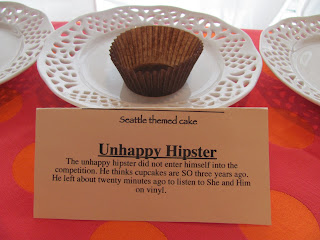 Seattle themed cake
Unhappy Hipster
The unhappy hipster did not enter himself into the
competition. He thinks cupcakes are SO three years ago.
He left about twenty minutes ago to listen to She and Him
on vinyl.